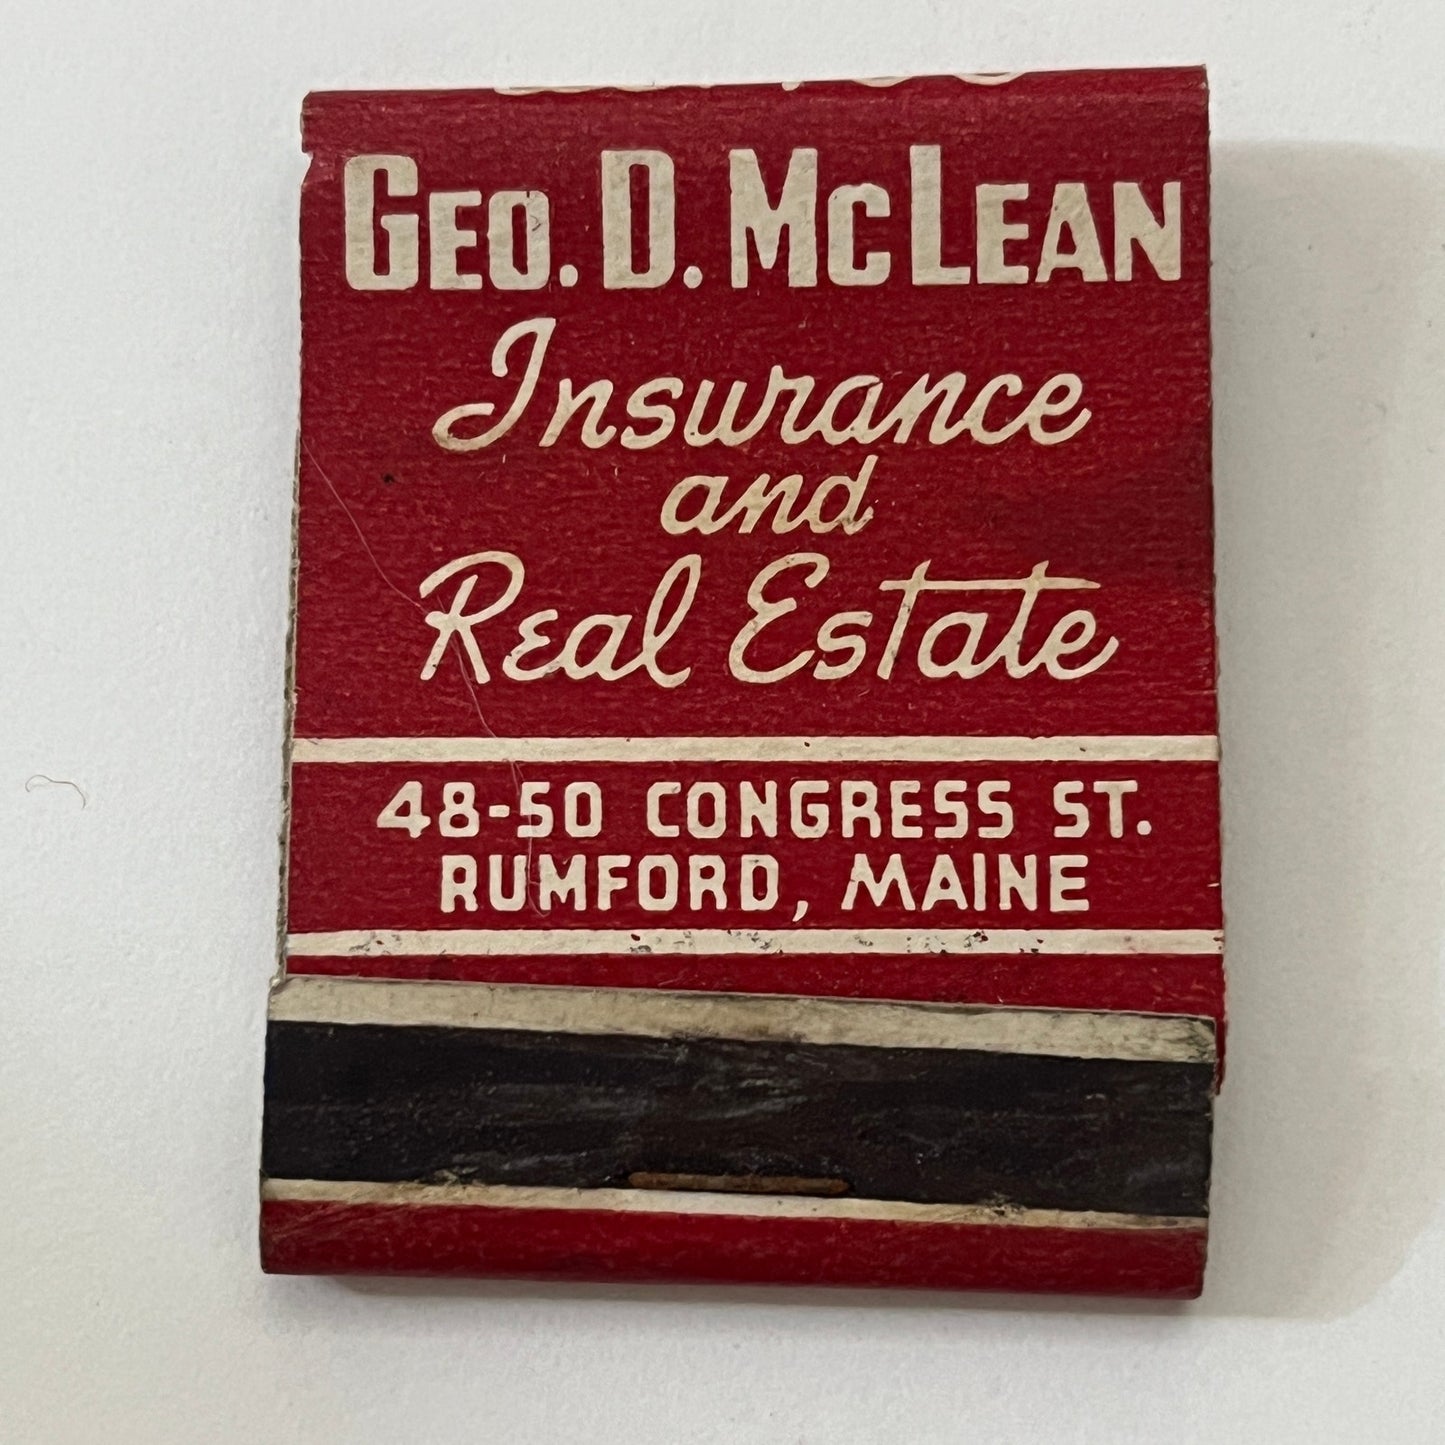 GEO. D. MCLEAN
Insurance
and
Real Estate
48-50 CONGRESS ST.
RUMFORD, MAINE